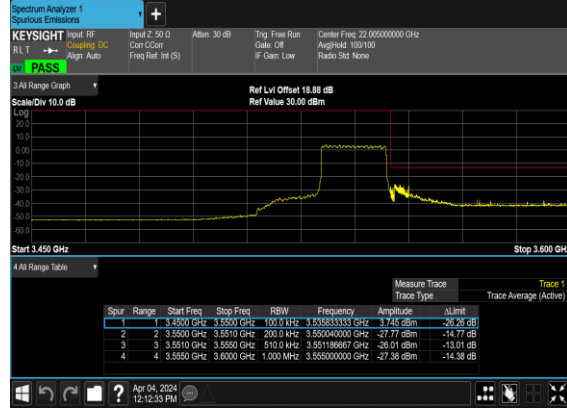 Spectrum Analyzer 1
Spurious Emissions
KEYSIGHT Input: RF Input Z: 50 Ω Atten: 30 dB Trig: Free Run Center Freq: 22.005000000 GHz
RLT Coupling: DC Corr CCorr Gate: Off Avg|Hold: 100/100
Align: Auto Freq Ref: Int (S) IF Gain: Low Radio Std: None
LW PASS
3 All Range Graph
Ref Lvl Offset 18.88 dB
Scale/Div 10.0 dB Ref Value 30.00 dBm
Log
20.0
10.0
0.00
-10.0
-20.0
-30.0
-40.0
-50.0
-60.0
Start 3.450 GHz Stop 3.600 GHz
4 All Range Table
Measure Trace Trace 1
Trace Type Trace Average (Active)
Spur Range Start Freq Stop Freq RBW Frequency Amplitude ΔLimit
1 1 3.4500 GHz 3.5500 GHz 100.0 kHz 3.535833333 GHz 3.745 dBm -26.26 dB
2 2 3.5500 GHz 3.5510 GHz 200.0 kHz 3.550040000 GHz -27.77 dBm -14.77 dB
3 3 3.5510 GHz 3.5550 GHz 510.0 kHz 3.551186667 GHz -26.01 dBm -13.01 dB
4 4 3.5550 GHz 3.6000 GHz 1.000 MHz 3.555000000 GHz -27.38 dBm -14.38 dB
? Apr 04, 2024
12:12:33 PM